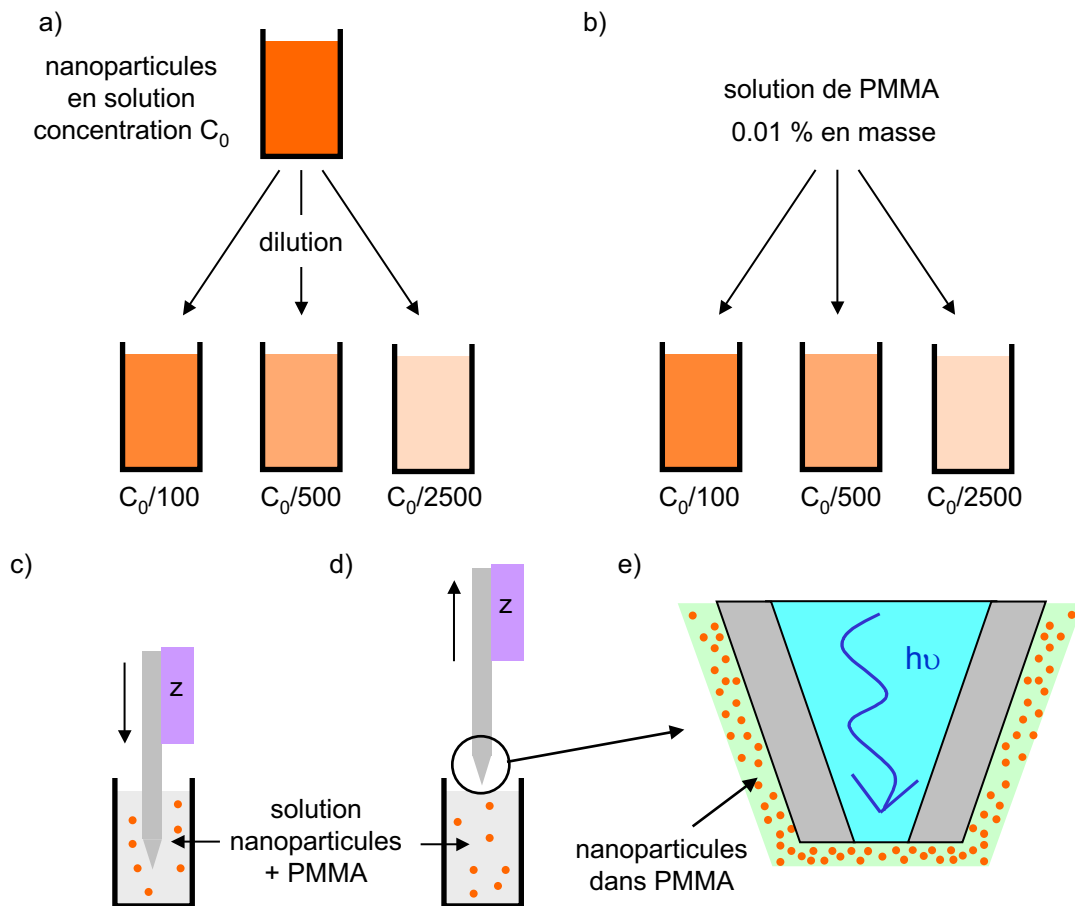 a)
nanoparticules
en solution
concentration C₀
dilution
C₀/100
C₀/500
C₀/2500
b)
solution de PMMA
0.01 % en masse
C₀/100
C₀/500
C₀/2500
c)
z
d)
z
solution
nanoparticules
+ PMMA
e)
hυ
nanoparticules
dans PMMA